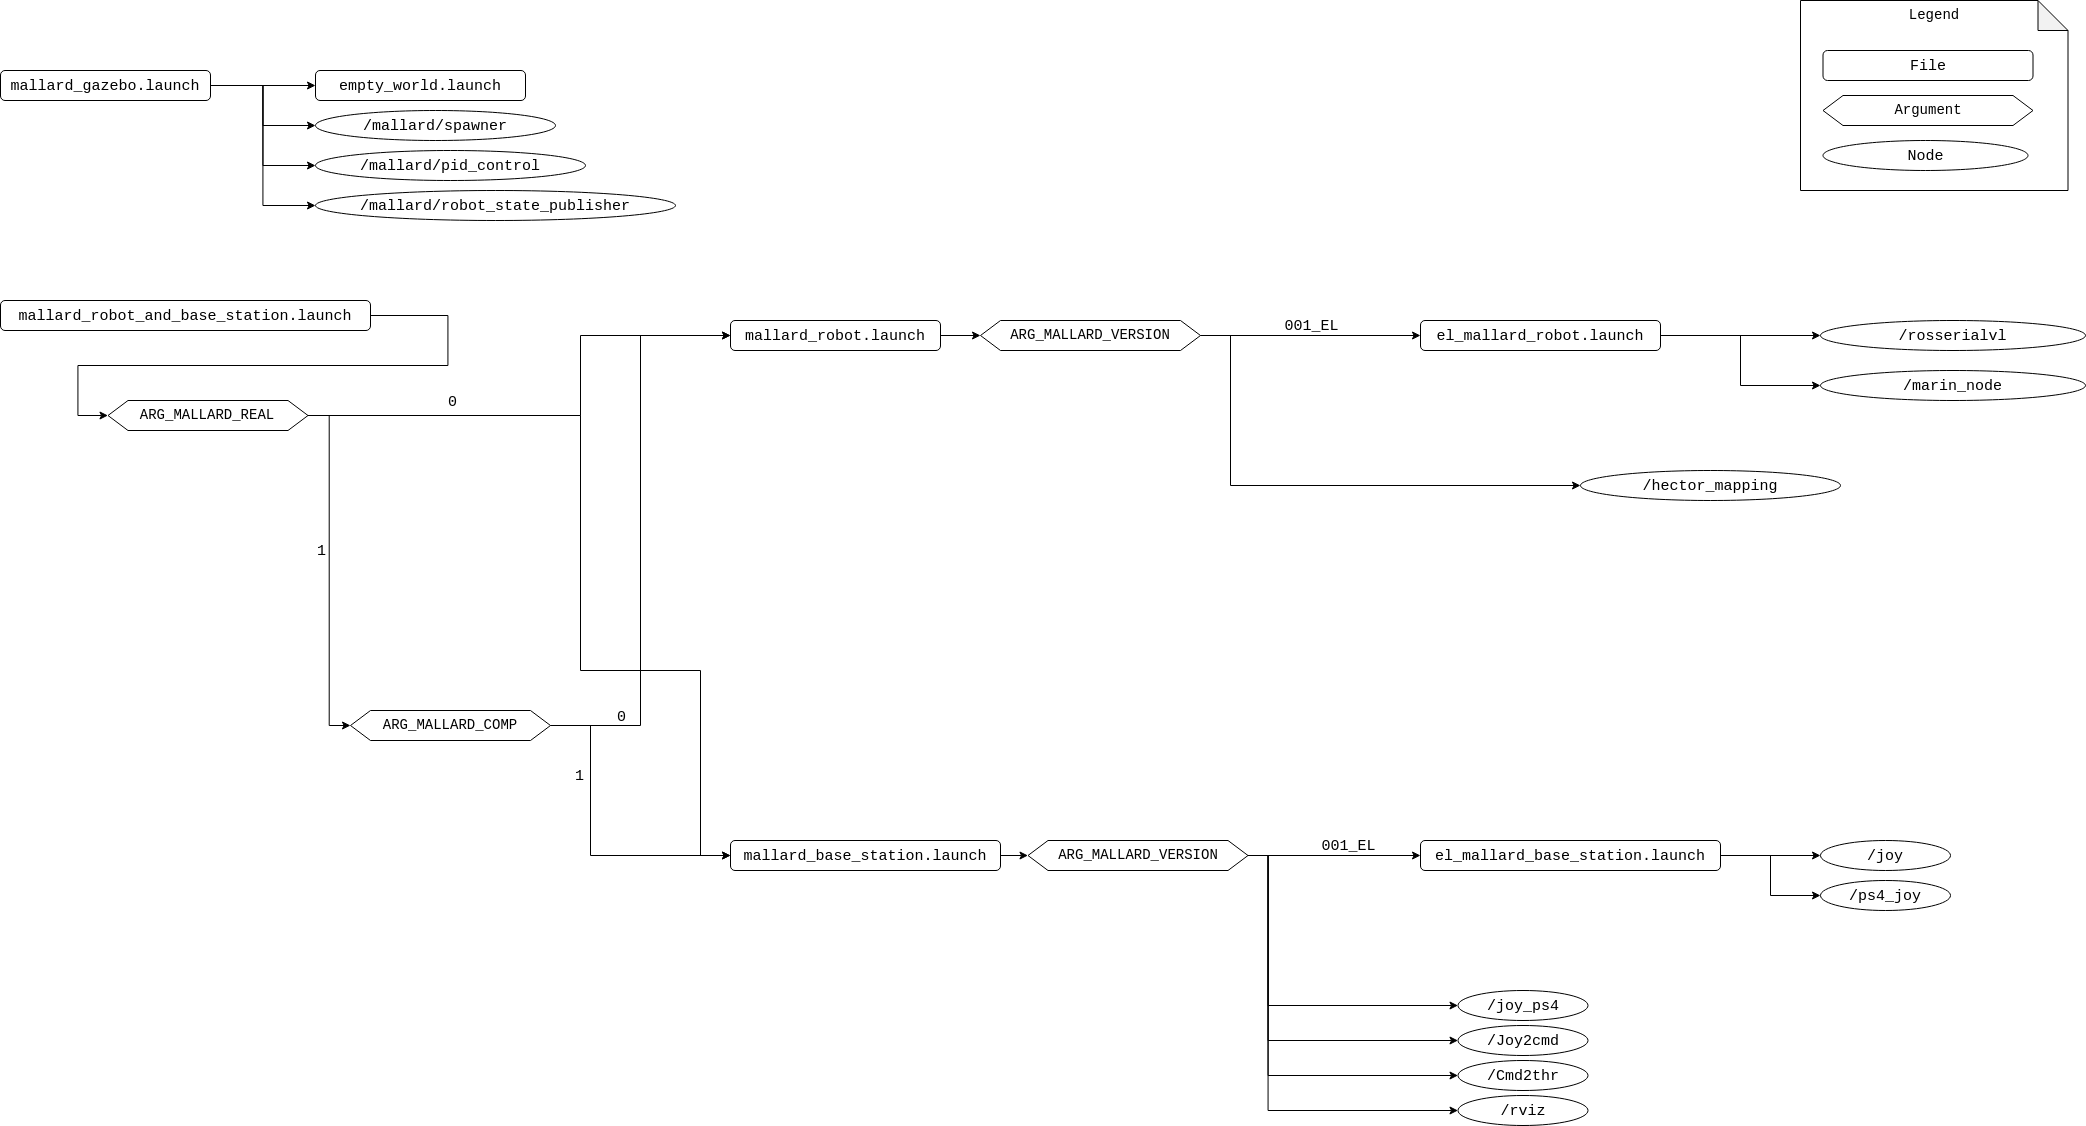 Legend
File
Argument
Node
mallard_gazebo.launch
empty_world.launch
/mallard/spawner
/mallard/pid_control
/mallard/robot_state_publisher
mallard_robot_and_base_station.launch
ARG_MALLARD_REAL
0
1
mallard_robot.launch
ARG_MALLARD_VERSION
001_EL
el_mallard_robot.launch
/rosserialvl
/marin_node
/hector_mapping
ARG_MALLARD_COMP
0
1
mallard_base_station.launch
ARG_MALLARD_VERSION
001_EL
el_mallard_base_station.launch
/joy
/ps4_joy
/joy_ps4
/Joy2cmd
/Cmd2thr
/rviz